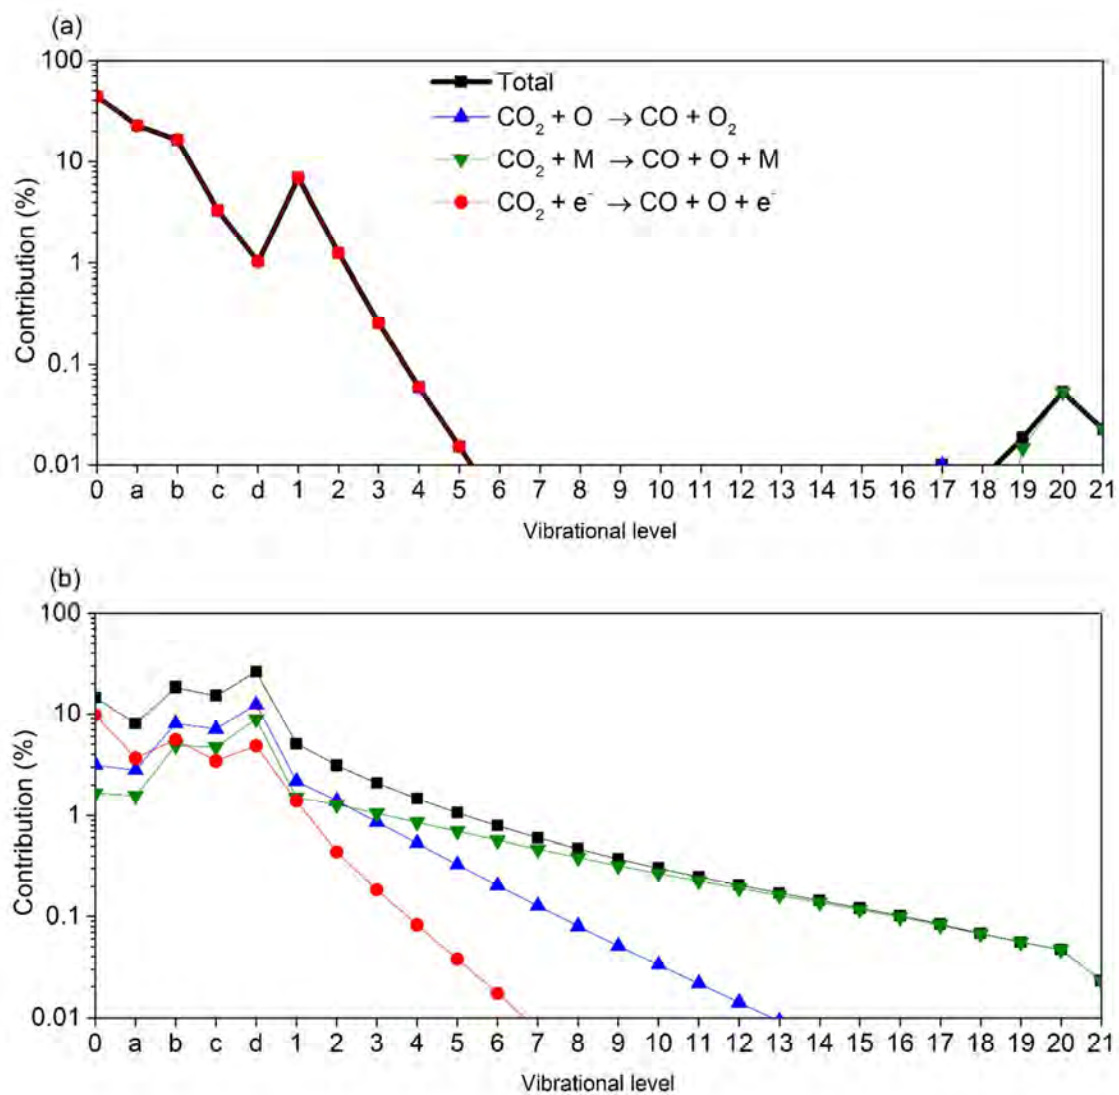 (a)
100
10
1
0.1
0.01
Contribution (%)
Total
CO₂ + O → CO + O₂
CO₂ + M → CO + O + M
CO₂ + e⁻ → CO + O + e⁻
0 a b c d 1 2 3 4 5 6 7 8 9 10 11 12 13 14 15 16 17 18 19 20 21
Vibrational level
(b)
100
10
1
0.1
0.01
Contribution (%)
0 a b c d 1 2 3 4 5 6 7 8 9 10 11 12 13 14 15 16 17 18 19 20 21
Vibrational level